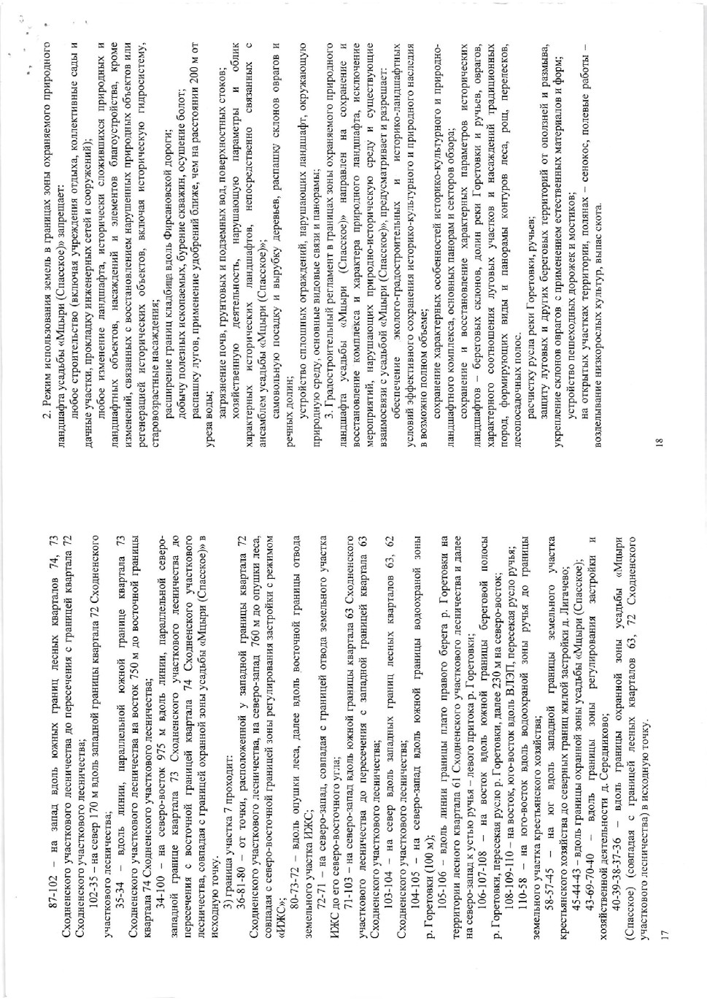 87-102 – на запад вдоль южных границ лесных кварталов 74, 73
Сходненского участкового лесничества до пересечения с границей квартала 72
Сходненского участкового лесничества;
102-35 – на север 170 м вдоль западной границы квартала 72 Сходненского
участкового лесничества;
35-34 – вдоль линии, параллельной южной границе квартала 73
Сходненского участкового лесничества на восток 750 м до восточной границы
квартала 74 Сходненского участкового лесничества;
34-100 – на северо-восток 975 м вдоль линии, параллельной северо-
западной границе квартала 73 Сходненского участкового лесничества до
пересечения с восточной границей квартала 74 Сходненского участкового
лесничества, совпадая с границей охранной зоны усадьбы «Мцыри (Спасское)» в
исходную точку.
3) граница участка 7 проходит:
36-81-80 – от точки, расположенной у западной границы квартала 72
Сходненского участкового лесничества, на северо-запад 760 м до опушки леса,
совпадая с северо-восточной границей зоны регулирования застройки с режимом
«ИЖС»;
80-73-72 – вдоль опушки леса, далее вдоль восточной границы отвода
земельного участка ИЖС;
72-71 – на северо-запад, совпадая с границей отвода земельного участка
ИЖС до его северо-восточного угла;
71-103 – на северо-запад вдоль южной границы квартала 63 Сходненского
участкового лесничества до пересечения с западной границей квартала 63
Сходненского участкового лесничества;
103-104 – на север вдоль западных границ лесных кварталов 63, 62
Сходненского участкового лесничества;
104-105 – на северо-запад вдоль южной границы водоохраной зоны
р. Горетовки (100 м);
105-106 – вдоль линии границы плато правого берега р. Горетовки на
территории лесного квартала 61 Сходненского участкового лесничества и далее
на северо-запад к устью ручья – левого притока р. Горетовки;
106-107-108 – на восток вдоль южной границы береговой полосы
р. Горетовки, пересекая русло р. Горетовки, далее 230 м на северо-восток;
108-109-110 – на восток, юго-восток вдоль ВЛЭП, пересекая русло ручья;
110-58 – на юго-восток вдоль водоохраной зоны ручья до границы
земельного участка крестьянского хозяйства;
58-57-45 – на юг вдоль западной границы земельного участка
крестьянского хозяйства до северных границ жилой застройки д. Лигачево;
45-44-43 – вдоль границы охранной зоны усадьбы «Мцыри (Спасское);
43-69-70-40 – вдоль границы зоны регулирования застройки и
хозяйственной деятельности д. Середниково;
40-39-38-37-36 – вдоль границы охранной зоны усадьбы «Мцыри
(Спасское) (совпадая с границей лесных кварталов 63, 72 Сходненского
участкового лесничества) в исходную точку.
17
2. Режим использования земель в границах зоны охраняемого природного
ландшафта усадьбы «Мцыри (Спасское)» запрещает:
любое строительство (включая учреждения отдыха, коллективные сады и
дачные участки, прокладку инженерных сетей и сооружений);
любое изменение ландшафта, исторически сложившихся природных и
ландшафтных объектов, насаждений и элементов благоустройства, кроме
изменений, связанных с восстановлением нарушенных природных объектов или
регенерацией исторических объектов, включая историческую гидросистему,
старовозрастные насаждения;
расширение границ кладбища вдоль Фирсановской дороги;
добычу полезных ископаемых, бурение скважин, осушение болот;
распашку лугов, применение удобрений ближе, чем на расстоянии 200 м от
уреза воды;
загрязнение почв, грунтовых и подземных вод, поверхностных стоков;
хозяйственную деятельность, нарушающую параметры и облик
характерных исторических ландшафтов, непосредственно связанных с
ансамблем усадьбы «Мцыри (Спасское)»;
самовольную посадку и вырубку деревьев, распашку склонов оврагов и
речных долин;
устройство сплошных ограждений, нарушающих ландшафт, окружающую
природную среду, основные видовые связи и панорамы;
3. Градостроительный регламент в границах зоны охраняемого природного
ландшафта усадьбы «Мцыри (Спасское)» направлен на сохранение и
восстановление комплекса и характера природного ландшафта, исключение
мероприятий, нарушающих природно-историческую среду и существующие
взаимосвязи с усадьбой «Мцыри (Спасское)», предусматривает и разрешает:
обеспечение эколого-градостроительных и историко-ландшафтных
условий эффективного сохранения историко-культурного и природного наследия
в возможно полном объеме;
сохранение характерных особенностей историко-культурного и природно-
ландшафтного комплекса, основных панорам и секторов обзора;
сохранение и восстановление характерных параметров исторических
ландшафтов – береговых склонов, долин реки Горетовки и ручьев, оврагов,
характерного соотношения луговых участков и насаждений традиционных
пород, формирующих виды и панорамы контуров леса, рощ, перелесков,
лесопосадочных полос.
расчистку русла реки Горетовки, ручьев;
защиту луговых и других береговых территорий от оползней и размыва,
укрепление склонов оврагов с применением естественных материалов и форм;
устройство пешеходных дорожек и мостиков;
на открытых участках территории, полянах – сенокос, полевые работы –
возделывание низкорослых культур, выпас скота.
18